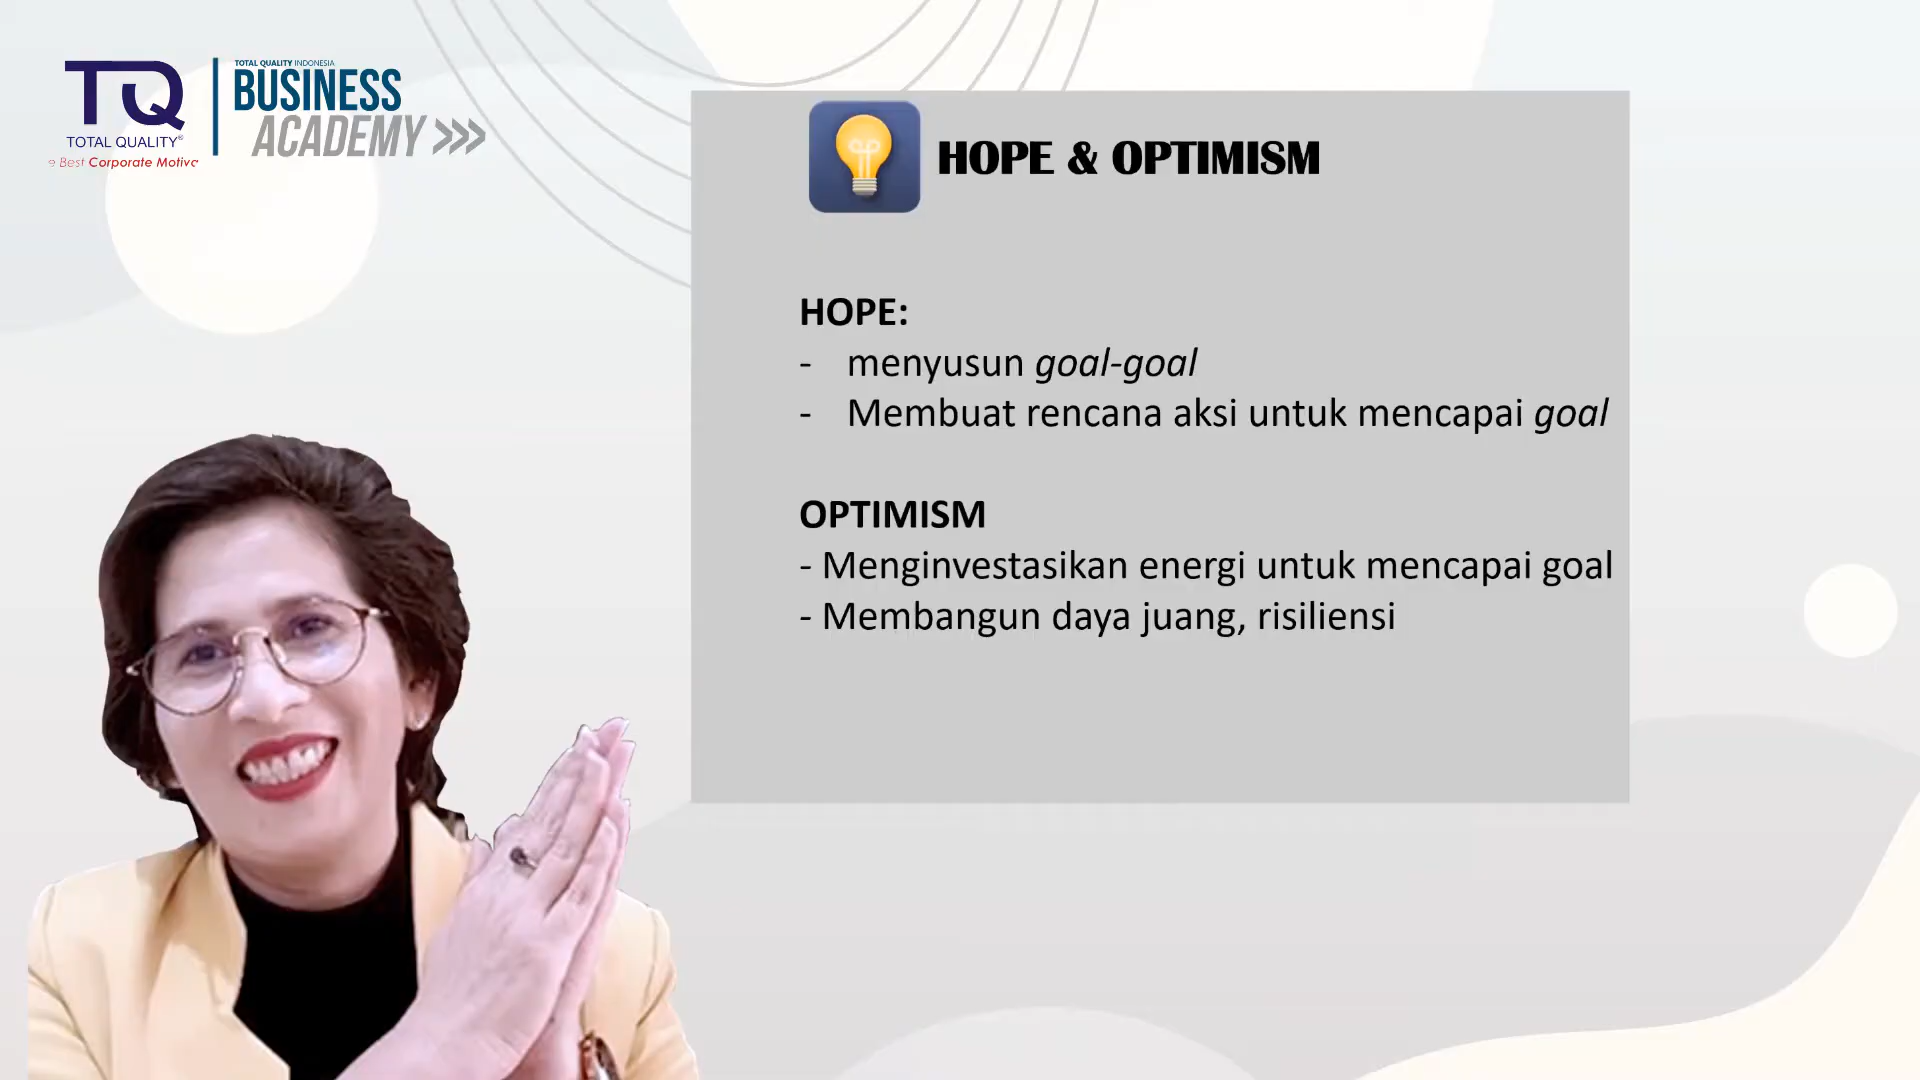 TQ
TOTAL QUALITY®
Best Corporate Motivo
TOTAL QUALITY INDONESIA
BUSINESS
ACADEMY >>>
HOPE & OPTIMISM
HOPE:
- menyusun goal-goal
- Membuat rencana aksi untuk mencapai goal
OPTIMISM
- Menginvestasikan energi untuk mencapai goal
- Membangun daya juang, risiliensi